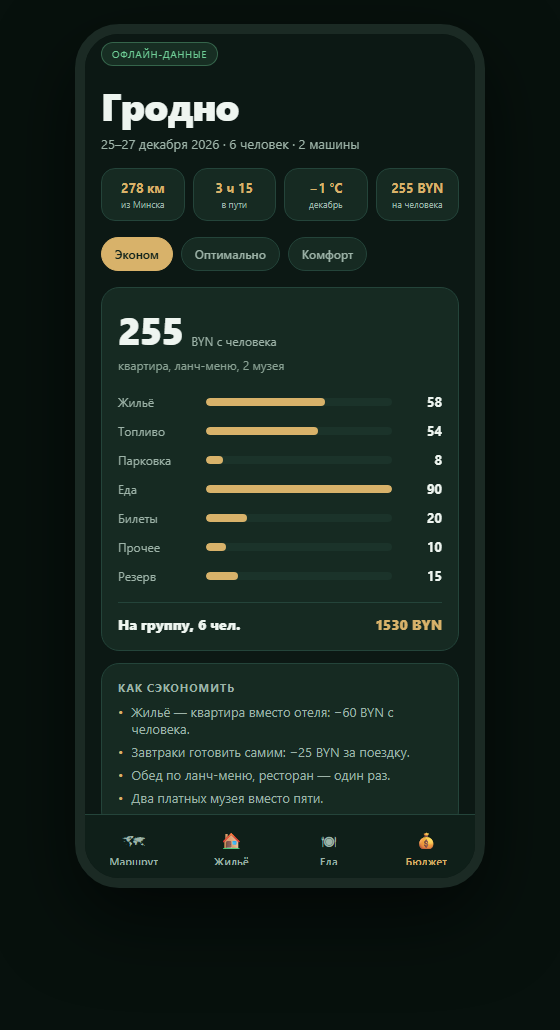 ОФЛАЙН-ДАННЫЕ
Гродно
25–27 декабря 2026 · 6 человек · 2 машины
278 км
из Минска
3 ч 15
в пути
−1 °C
декабрь
255 BYN
на человека
Эконом
Оптимально
Комфорт
255 BYN с человека
квартира, ланч-меню, 2 музея
Жильё 58
Топливо 54
Парковка 8
Еда 90
Билеты 20
Прочее 10
Резерв 15
На группу, 6 чел. 1530 BYN
КАК СЭКОНОМИТЬ
• Жильё — квартира вместо отеля: −60 BYN с
человека.
• Завтраки готовить самим: −25 BYN за поездку.
• Обед по ланч-меню, ресторан — один раз.
• Два платных музея вместо пяти.
Маршрут
Жильё
Еда
Бюджет